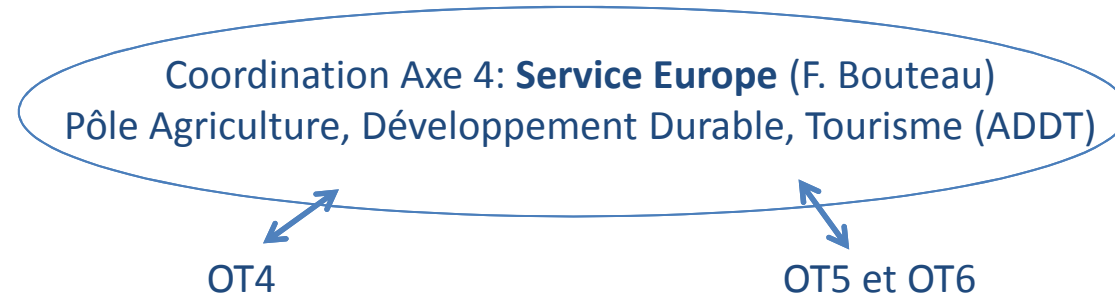 Coordination Axe 4: Service Europe (F. Bouteau)
Pôle Agriculture, Développement Durable, Tourisme (ADDT)
OT4
OT5 et OT6